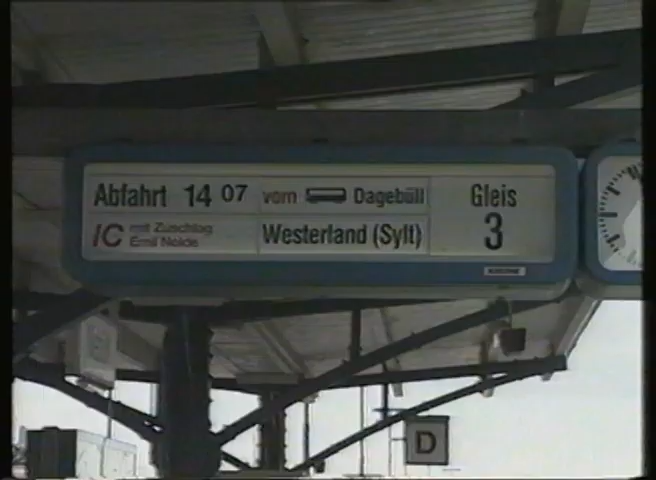 Abfahrt 14 07 vorn Dagebüll
IC mit Zuschlag
Emil Nolde
Westerland (Sylt)
Gleis
3
D